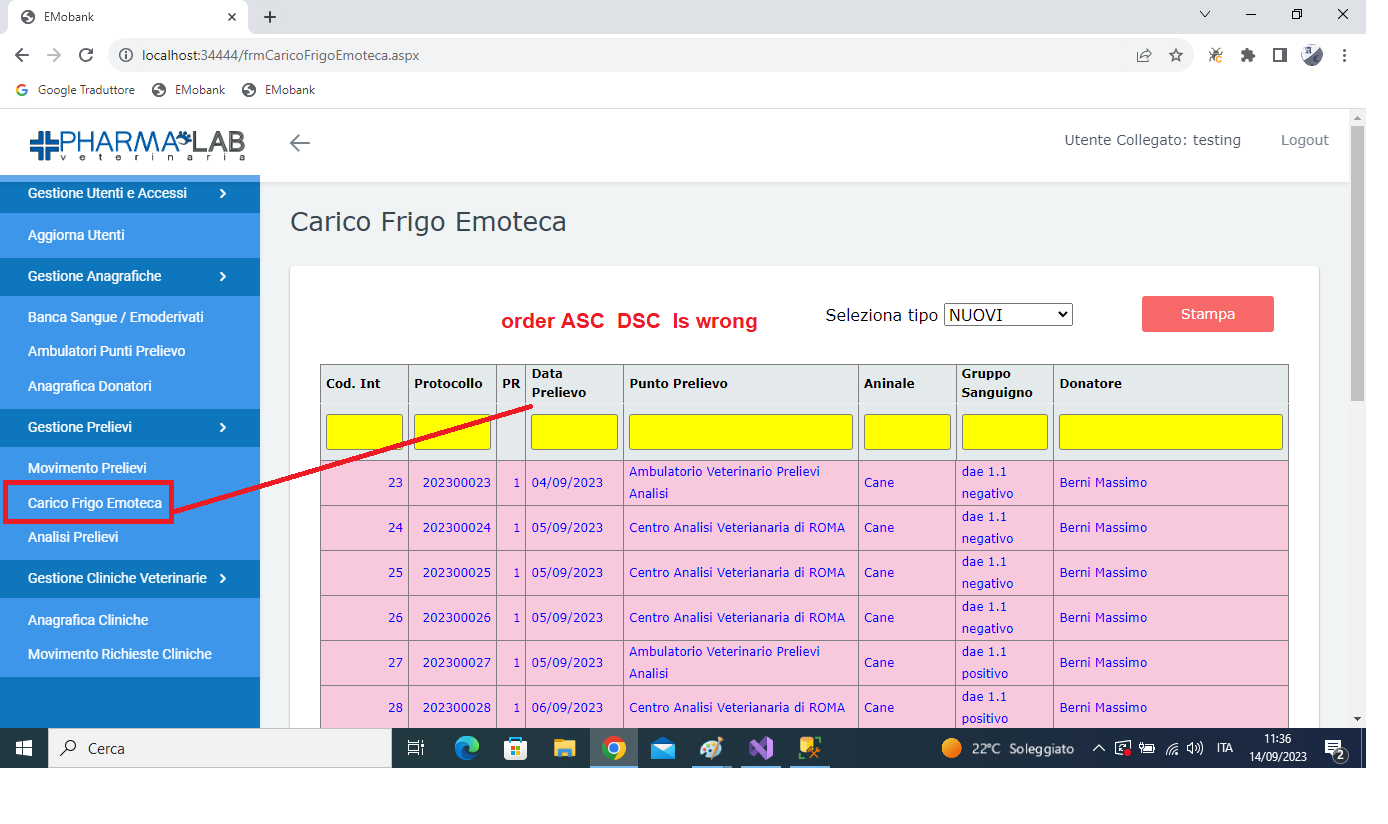 EMobank
localhost:34444/frmCaricoFrigoEmoteca.aspx
Google Traduttore EMobank EMobank
PHARMA LAB
veterinaria
Utente Collegato: testing Logout
Gestione Utenti e Accessi
Aggiorna Utenti
Gestione Anagrafiche
Banca Sangue / Emoderivati
Ambulatori Punti Prelievo
Anagrafica Donatori
Gestione Prelievi
Movimento Prelievi
Carico Frigo Emoteca
Analisi Prelievi
Gestione Cliniche Veterinarie
Anagrafica Cliniche
Movimento Richieste Cliniche
Carico Frigo Emoteca
order ASC DSC Is wrong
Seleziona tipo NUOVI
Stampa
Cod. Int Protocollo PR Data Prelievo Punto Prelievo Aninale Gruppo Sanguigno Donatore
23 202300023 1 04/09/2023 Ambulatorio Veterinario Prelievi Analisi Cane dae 1.1 negativo Berni Massimo
24 202300024 1 05/09/2023 Centro Analisi Veterianaria di ROMA Cane dae 1.1 negativo Berni Massimo
25 202300025 1 05/09/2023 Centro Analisi Veterianaria di ROMA Cane dae 1.1 negativo Berni Massimo
26 202300026 1 05/09/2023 Centro Analisi Veterianaria di ROMA Cane dae 1.1 negativo Berni Massimo
27 202300027 1 05/09/2023 Ambulatorio Veterinario Prelievi Analisi Cane dae 1.1 positivo Berni Massimo
28 202300028 1 06/09/2023 Centro Analisi Veterianaria di ROMA Cane dae 1.1 positivo Berni Massimo
Cerca
22°C Soleggiato
ITA
11:36
14/09/2023
2